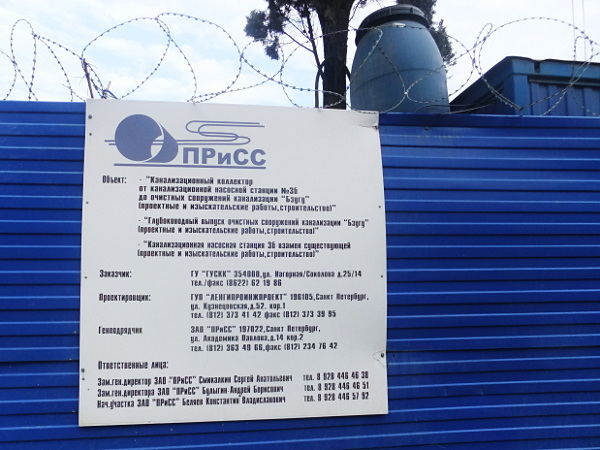 ПРиСС
Объект: - "Канализационный коллектор
от канализационной насосной станции №3Б
до очистных сооружений канализации "Бзугу"
(проектные и изыскательские работы,строительство)"
- "Глубоководный выпуск очистных сооружений канализации "Бзугу"
(проектные и изыскательские работы,строительство)"
- "Канализационная насосная станция 3Б взамен существующей
(проектные и изыскательские работы,строительство)"
Заказчик: ГУ "ГУСКК" 354000,ул. Нагорная/Соколова д.25/14
тел./факс (8622) 62 19 86
Проектировщик: ГУП "ЛЕНГИПРОИНЖПРОЕКТ" 196105,Санкт Петербург,
ул. Кузнецовская,д.52. кор.1
тел. (812) 373 41 42 факс (812) 373 39 95
Генподрядчик ЗАО "ПРиСС" 197022,Санкт Петербург,
ул. Академика Павлова,д.14 кор.2
тел. (812) 363 49 66,факс (812) 234 76 42
Ответственные лица:
Зам.ген.директор ЗАО "ПРиСС" Смихалкин Сергей Анатольевич тел. 8 928 446 46 38
Зам.ген.директора ЗАО "ПРиСС" Булыгин Андрей Борисович тел. 8 928 446 46 51
Нач.участка ЗАО "ПРиСС" Беляев Константин Владиславович тел. 8 928 446 57 92